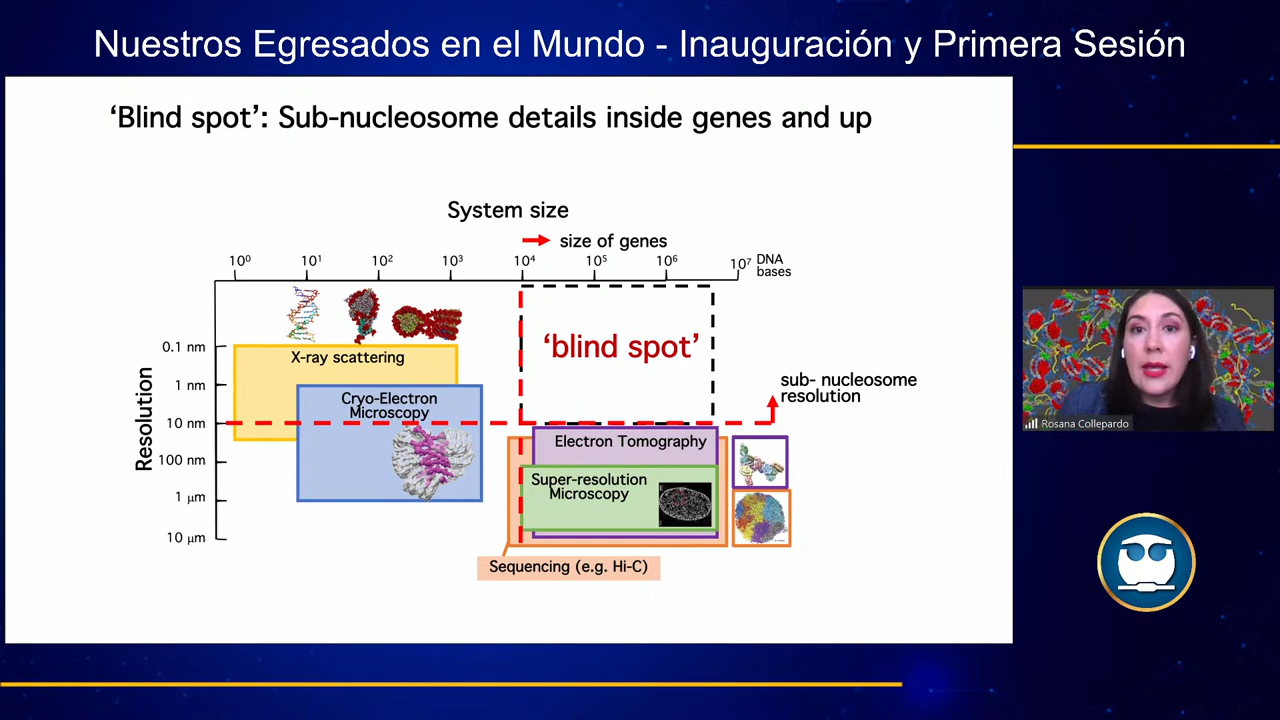 Nuestros Egresados en el Mundo - Inauguración y Primera Sesión
‘Blind spot’: Sub-nucleosome details inside genes and up
System size
size of genes
10⁰ 10¹ 10² 10³ 10⁴ 10⁵ 10⁶ 10⁷ DNA
bases
Resolution
0.1 nm
1 nm
10 nm
100 nm
1 μm
10 μm
X-ray scattering
Cryo-Electron
Microscopy
‘blind spot’
sub- nucleosome
resolution
Electron Tomography
Super-resolution
Microscopy
Sequencing (e.g. Hi-C)
Rosana Collepardo